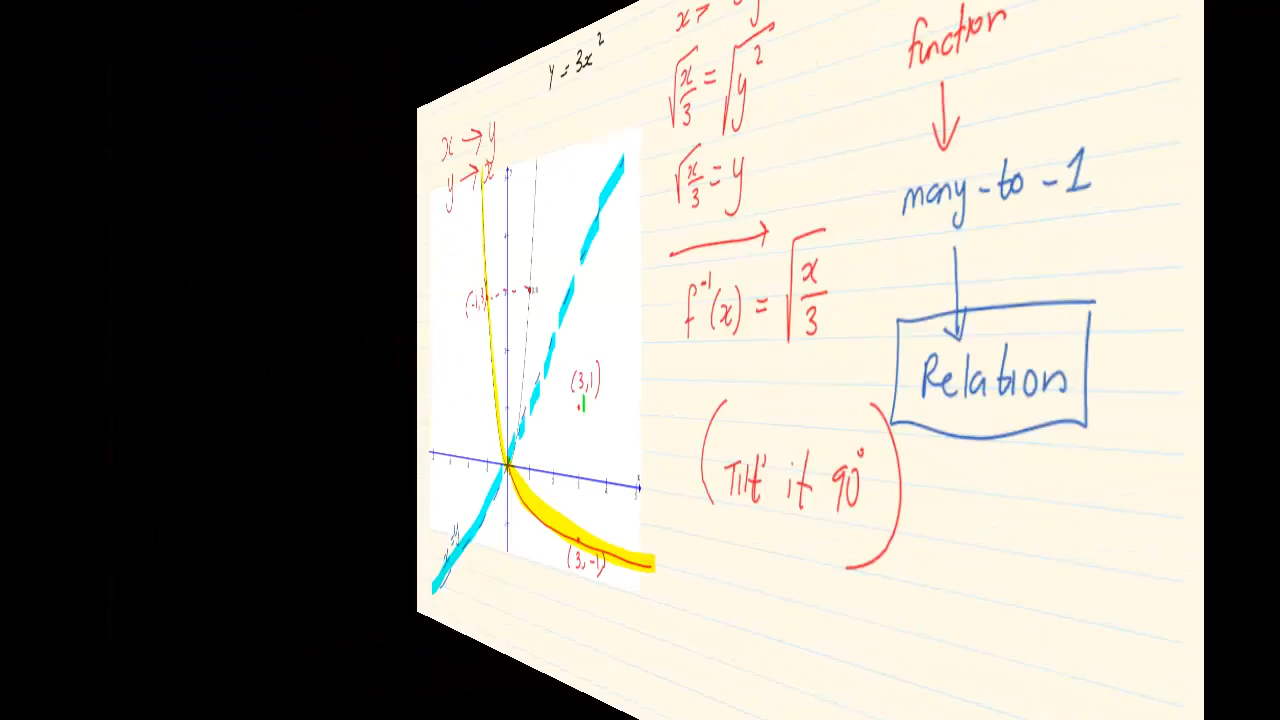 y = 3x²
x → y
y → x
(3,1)
(3,-1)
√x/3 = √y²
√x/3 = y
f⁻¹(x) = √x/3
(Tilt it 90°)
function
many-to-1
Relation